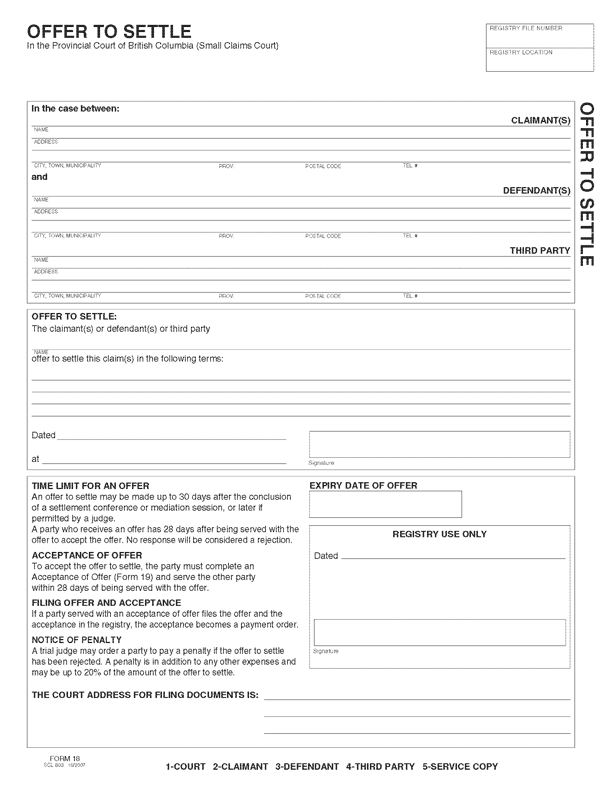 OFFER TO SETTLE
In the Provincial Court of British Columbia (Small Claims Court)
REGISTRY FILE NUMBER
REGISTRY LOCATION
OFFER TO SETTLE
In the case between:
CLAIMANT(S)
NAME
ADDRESS
CITY, TOWN, MUNICIPALITY PROV. POSTAL CODE TEL #
and
DEFENDANT(S)
NAME
ADDRESS
CITY, TOWN, MUNICIPALITY PROV. POSTAL CODE TEL #
THIRD PARTY
NAME
ADDRESS
CITY, TOWN, MUNICIPALITY PROV. POSTAL CODE TEL #
OFFER TO SETTLE:
The claimant(s) or defendant(s) or third party
NAME
offer to settle this claim(s) in the following terms:
Dated
at
Signature
TIME LIMIT FOR AN OFFER
An offer to settle may be made up to 30 days after the conclusion
of a settlement conference or mediation session, or later if
permitted by a judge.
A party who receives an offer has 28 days after being served with the
offer to accept the offer. No response will be considered a rejection.
ACCEPTANCE OF OFFER
To accept the offer to settle, the party must complete an
Acceptance of Offer (Form 19) and serve the other party
within 28 days of being served with the offer.
FILING OFFER AND ACCEPTANCE
If a party served with an acceptance of offer files the offer and the
acceptance in the registry, the acceptance becomes a payment order.
NOTICE OF PENALTY
A trial judge may order a party to pay a penalty if the offer to settle
has been rejected. A penalty is in addition to any other expenses and
may be up to 20% of the amount of the offer to settle.
EXPIRY DATE OF OFFER
REGISTRY USE ONLY
Dated
Signature
THE COURT ADDRESS FOR FILING DOCUMENTS IS:
FORM 18
SCL 803 10/2007
1-COURT 2-CLAIMANT 3-DEFENDANT 4-THIRD PARTY 5-SERVICE COPY